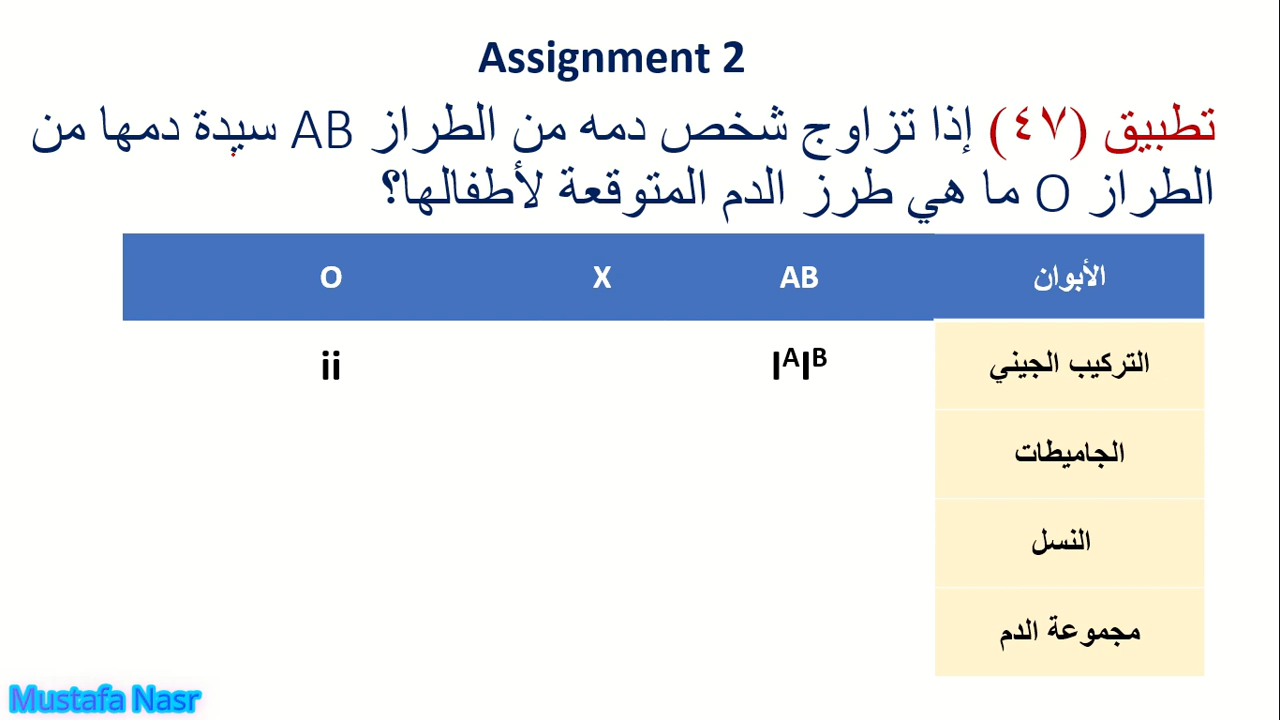 Assignment 2
تطبيق (٤٧) إذا تزاوج شخص دمه من الطراز AB سيدة دمها من
الطراز O ما هي طرز الدم المتوقعة لأطفالها؟
الأبوان AB X O
التركيب الجيني IᴬIᴮ ii
الجاميطات
النسل
مجموعة الدم
Mustafa Nasr